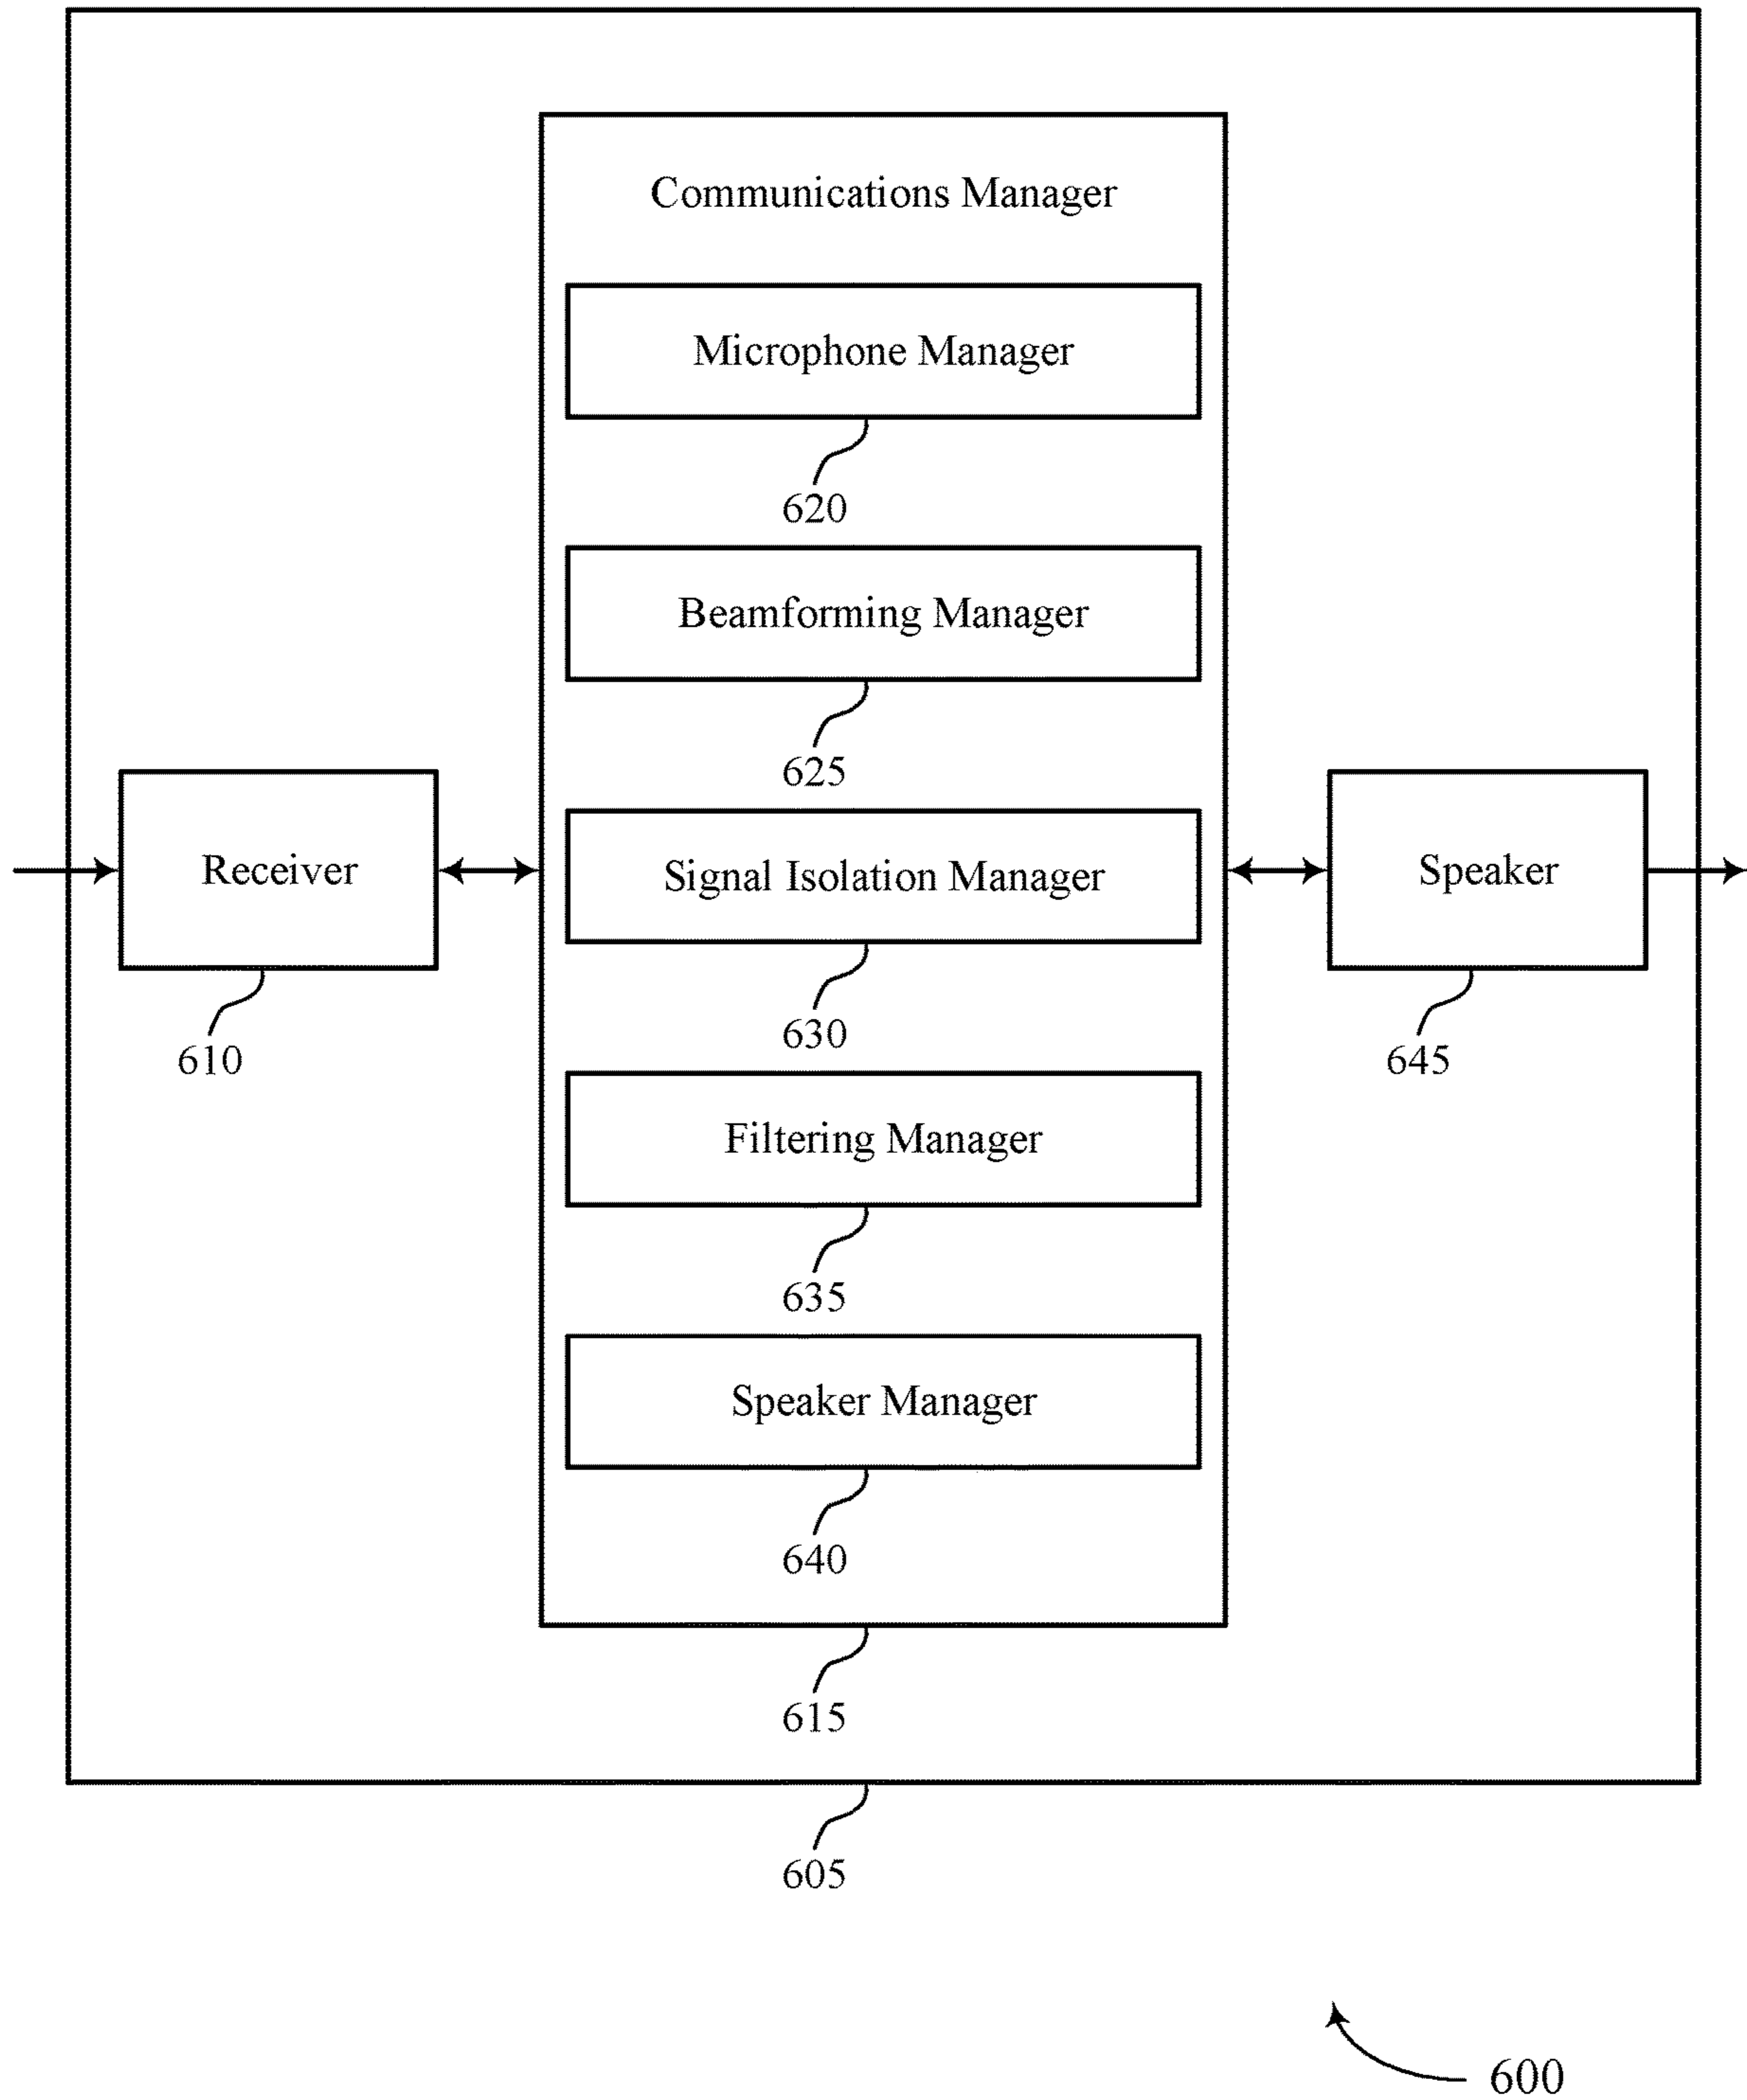 Communications Manager
Microphone Manager
620
Beamforming Manager
625
Receiver
610
Signal Isolation Manager
630
Speaker
645
Filtering Manager
635
Speaker Manager
640
615
605
600